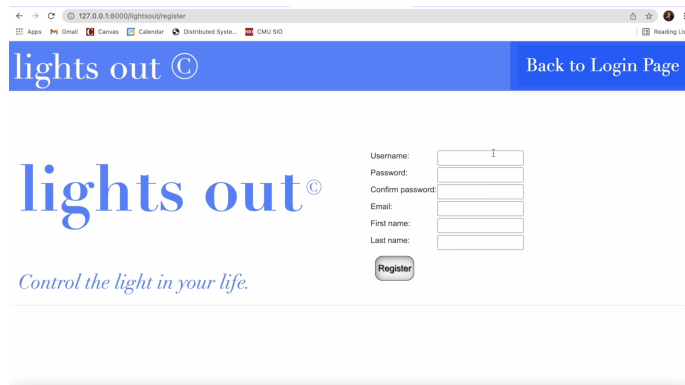 127.0.0.1:8000/lightsout/register
Apps M Gmail Canvas Calendar Distributed Syste... CMU SIO Reading Lis
lights out © Back to Login Page
Username:
Password:
lights out©
Confirm password:
Email:
First name:
Last name:
Register
Control the light in your life.